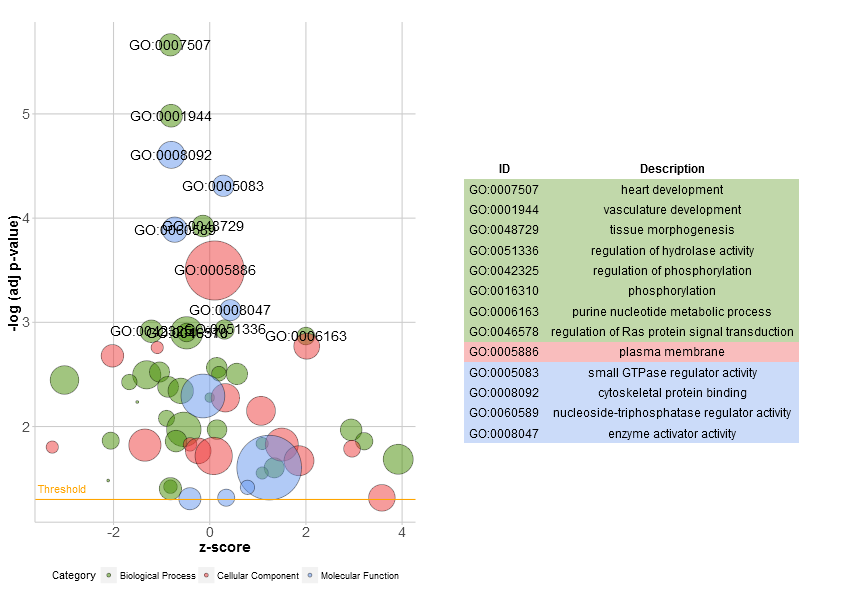 GO:0007507
GO:0001944
GO:0008092
GO:0005083
GO:0048729
GO:0060589
GO:0005886
GO:0008047
GO:0051336
GO:0042325
GO:0006163
5
4
3
2
-log (adj p-value)
Threshold
-2 0 2 4
z-score
Category Biological Process Cellular Component Molecular Function
ID Description
GO:0007507 heart development
GO:0001944 vasculature development
GO:0048729 tissue morphogenesis
GO:0051336 regulation of hydrolase activity
GO:0042325 regulation of phosphorylation
GO:0016310 phosphorylation
GO:0006163 purine nucleotide metabolic process
GO:0046578 regulation of Ras protein signal transduction
GO:0005886 plasma membrane
GO:0005083 small GTPase regulator activity
GO:0008092 cytoskeletal protein binding
GO:0060589 nucleoside-triphosphatase regulator activity
GO:0008047 enzyme activator activity